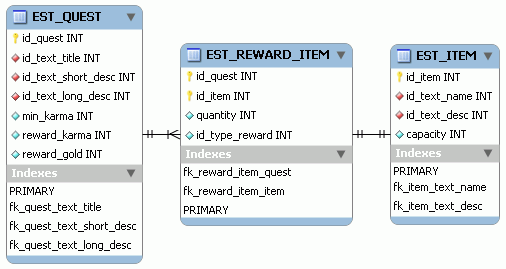 EST_QUEST
id_quest INT
id_text_title INT
id_text_short_desc INT
id_text_long_desc INT
min_karma INT
reward_karma INT
reward_gold INT
Indexes
PRIMARY
fk_quest_text_title
fk_quest_text_short_desc
fk_quest_text_long_desc
EST_REWARD_ITEM
id_quest INT
id_item INT
quantity INT
id_type_reward INT
Indexes
fk_reward_item_quest
fk_reward_item_item
PRIMARY
EST_ITEM
id_item INT
id_text_name INT
id_text_desc INT
capacity INT
Indexes
PRIMARY
fk_item_text_name
fk_item_text_desc